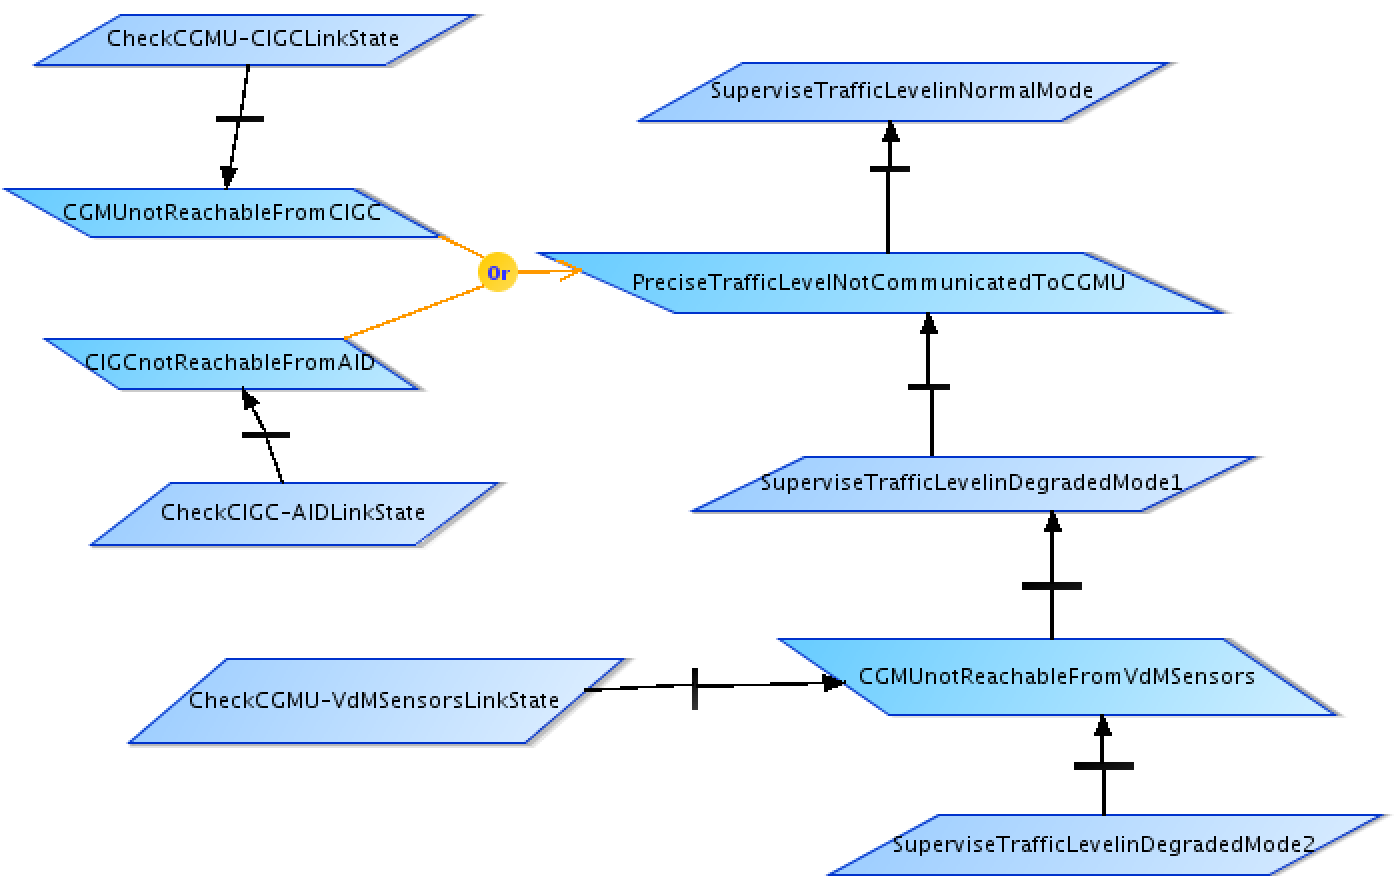 CheckCGMU-CIGCLinkState
SuperviseTrafficLevelinNormalMode
CGMUnotReachableFromCIGC
Or
PreciseTrafficLevelNotCommunicatedToCGMU
CIGCnotReachableFromAID
SuperviseTrafficLevelinDegradedMode1
CheckCIGC-AIDLinkState
CGMUnotReachableFromVdMSensors
CheckCGMU-VdMSensorsLinkState
SuperviseTrafficLevelinDegradedMode2